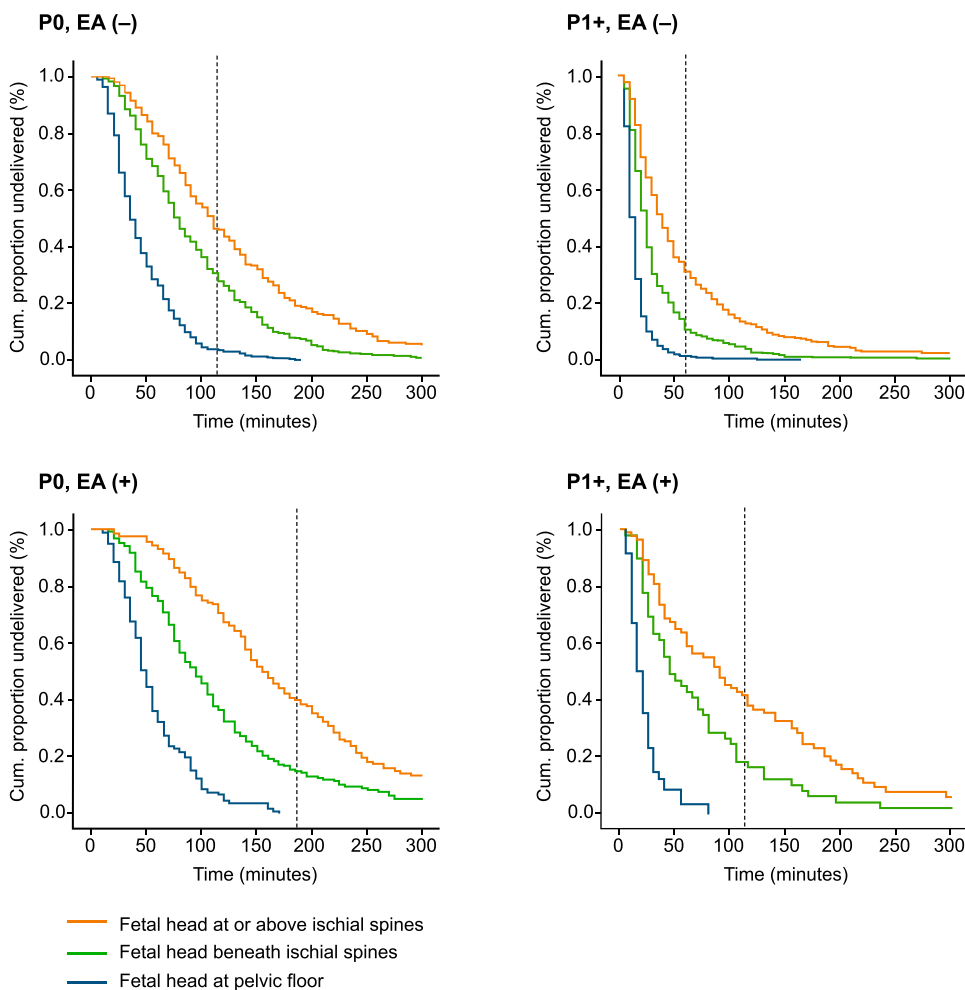 P0, EA (–)
Cum. proportion undelivered (%)
1.0
0.8
0.6
0.4
0.2
0.0
0 50 100 150 200 250 300
Time (minutes)
P1+, EA (–)
Cum. proportion undelivered (%)
1.0
0.8
0.6
0.4
0.2
0.0
0 50 100 150 200 250 300
Time (minutes)
P0, EA (+)
Cum. proportion undelivered (%)
1.0
0.8
0.6
0.4
0.2
0.0
0 50 100 150 200 250 300
Time (minutes)
P1+, EA (+)
Cum. proportion undelivered (%)
1.0
0.8
0.6
0.4
0.2
0.0
0 50 100 150 200 250 300
Time (minutes)
Fetal head at or above ischial spines
Fetal head beneath ischial spines
Fetal head at pelvic floor